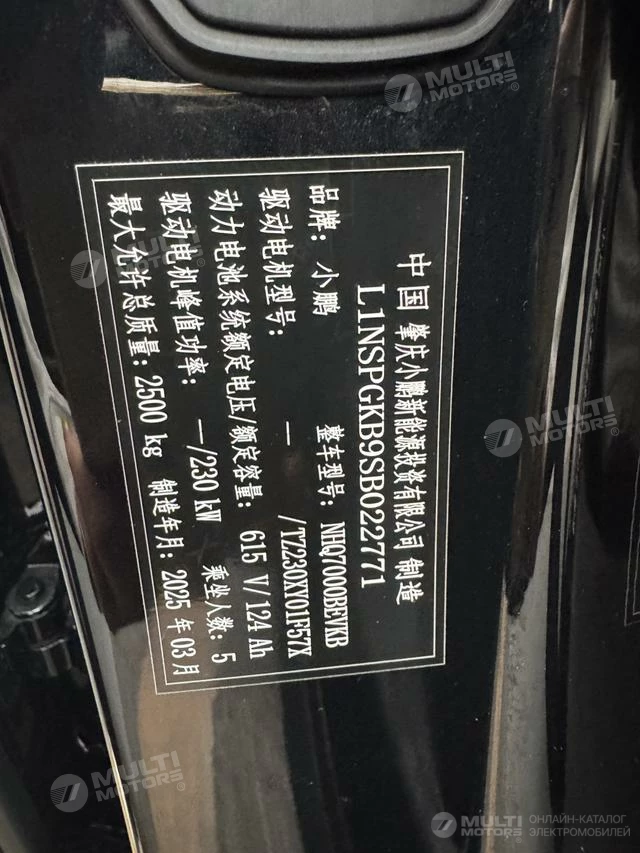 中国 肇庆小鹏新能源投资有限公司 制造
L1NSPGKB9SB022771
品牌：小鹏 整车型号：NHQ7000BEVKB
驱动电机型号： —/TZ230XY01F57X
动力电池系统额定电压/额定容量：615 V/124 Ah
驱动电机峰值功率： —/230 kW 乘坐人数：5
最大允许总质量：2500 kg 制造年月：2025 年 03 月
MULTI MOTORS
MULTI MOTORS
MULTI MOTORS
MULTI MOTORS
MULTI MOTORS
ОНЛАЙН-КАТАЛОГ
ЭЛЕКТРОМОБИЛЕЙ